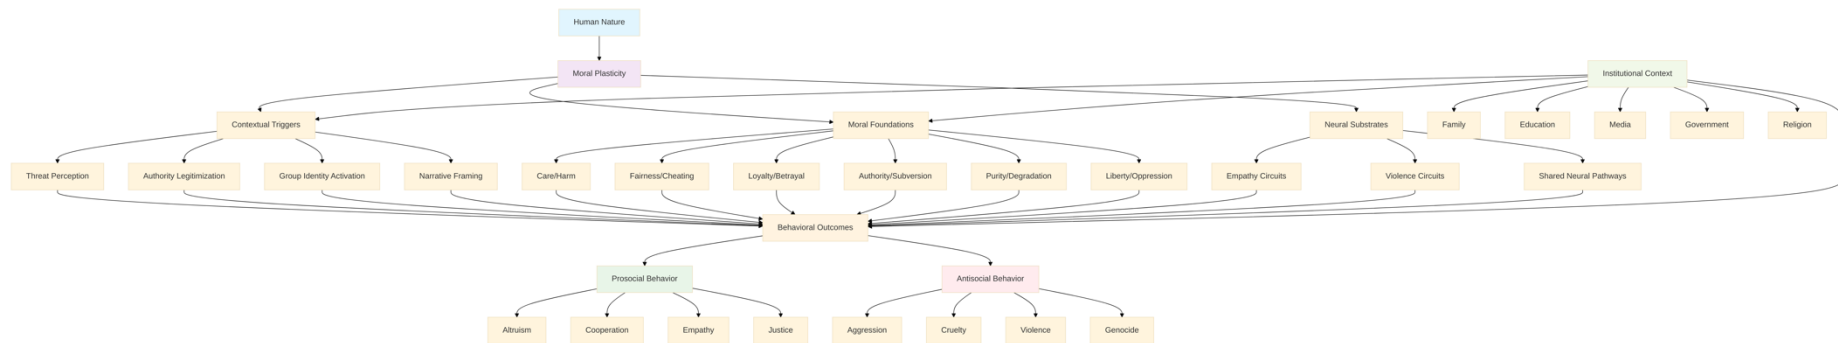 Human Nature
Moral Plasticity
Institutional Context
Contextual Triggers
Moral Foundations
Neural Substrates
Family
Education
Media
Government
Religion
Threat Perception
Authority Legitimization
Group Identity Activation
Narrative Framing
Care/Harm
Fairness/Cheating
Loyalty/Betrayal
Authority/Subversion
Purity/Degradation
Liberty/Oppression
Empathy Circuits
Violence Circuits
Shared Neural Pathways
Behavioral Outcomes
Prosocial Behavior
Antisocial Behavior
Altruism
Cooperation
Empathy
Justice
Aggression
Cruelty
Violence
Genocide